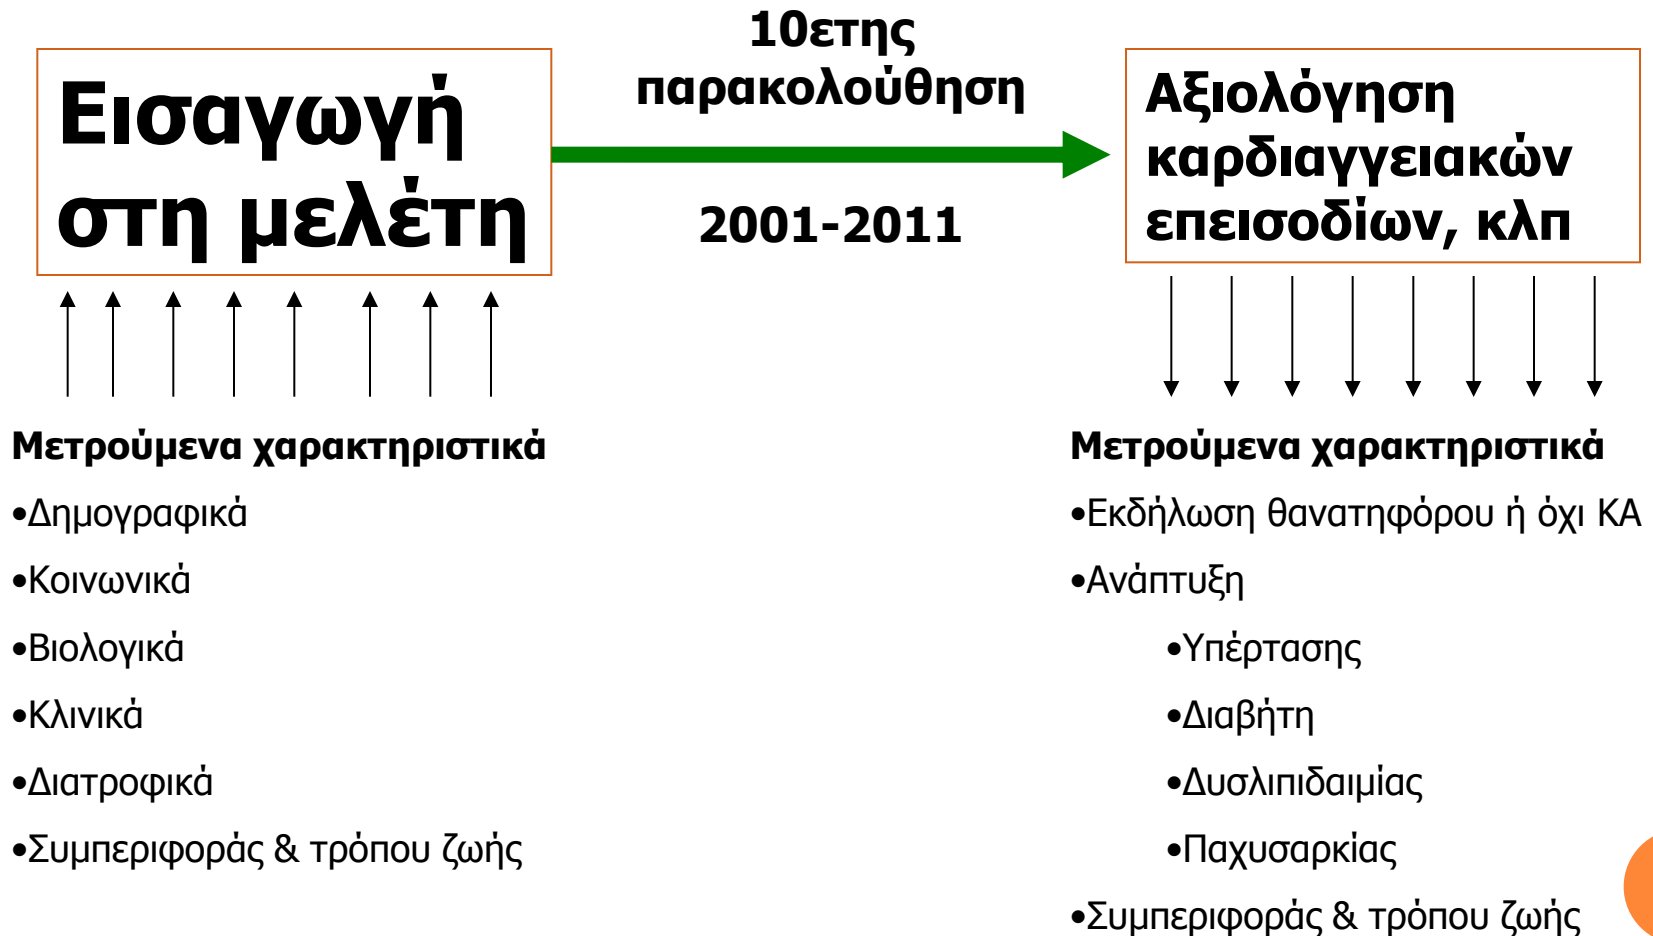 Εισαγωγή
στη μελέτη
10ετης
παρακολούθηση
2001-2011
Αξιολόγηση
καρδιαγγειακών
επεισοδίων, κλπ
Μετρούμενα χαρακτηριστικά
•Δημογραφικά
•Κοινωνικά
•Βιολογικά
•Κλινικά
•Διατροφικά
•Συμπεριφοράς & τρόπου ζωής
Μετρούμενα χαρακτηριστικά
•Εκδήλωση θανατηφόρου ή όχι ΚΑ
•Ανάπτυξη
•Υπέρτασης
•Διαβήτη
•Δυσλιπιδαιμίας
•Παχυσαρκίας
•Συμπεριφοράς & τρόπου ζωής